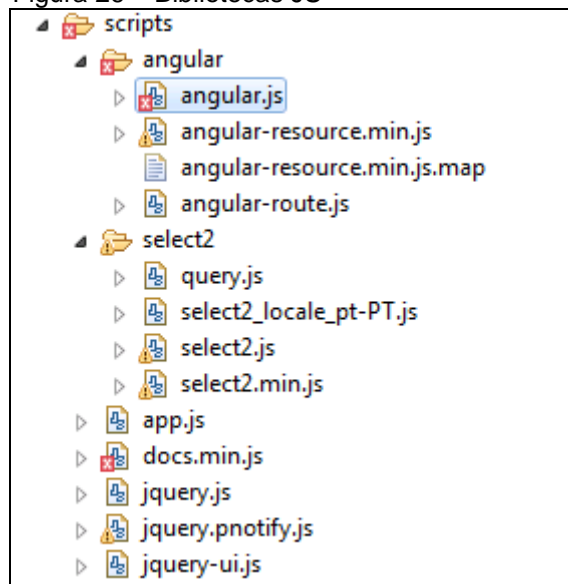 Figura – Bibliotecas JS
scripts
angular
angular.js
angular-resource.min.js
angular-resource.min.js.map
angular-route.js
select2
query.js
select2_locale_pt-PT.js
select2.js
select2.min.js
app.js
docs.min.js
jquery.js
jquery.pnotify.js
jquery-ui.js